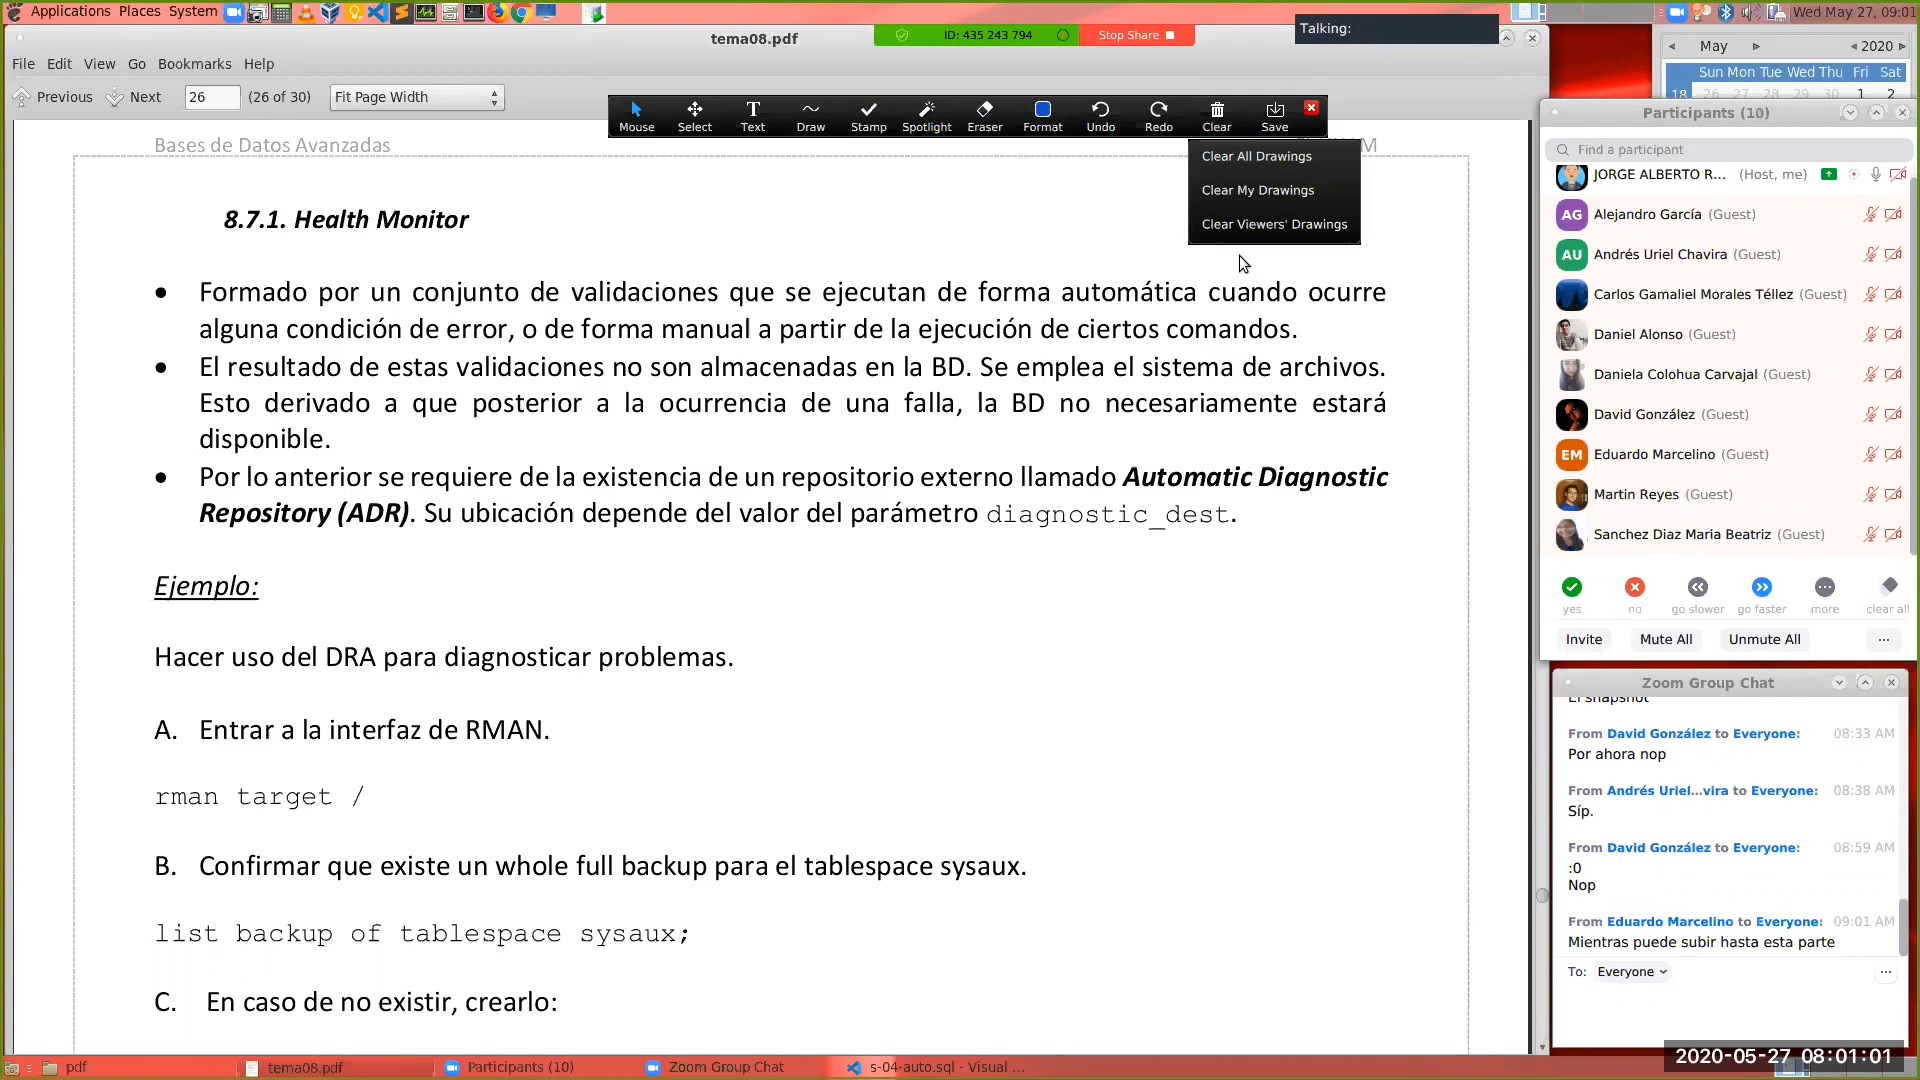 Applications Places System
Wed May 27, 09:01
tema08.pdf
ID: 435 243 794
Stop Share
Talking:
File Edit View Go Bookmarks Help
Previous Next 26 (26 of 30) Fit Page Width
Mouse Select Text Draw Stamp Spotlight Eraser Format Undo Redo Clear Save
Clear All Drawings
Clear My Drawings
Clear Viewers' Drawings
Bases de Datos Avanzadas
M
8.7.1. Health Monitor
• Formado por un conjunto de validaciones que se ejecutan de forma automática cuando ocurre
alguna condición de error, o de forma manual a partir de la ejecución de ciertos comandos.
• El resultado de estas validaciones no son almacenadas en la BD. Se emplea el sistema de archivos.
Esto derivado a que posterior a la ocurrencia de una falla, la BD no necesariamente estará
disponible.
• Por lo anterior se requiere de la existencia de un repositorio externo llamado Automatic Diagnostic
Repository (ADR). Su ubicación depende del valor del parámetro diagnostic_dest.
Ejemplo:
Hacer uso del DRA para diagnosticar problemas.
A. Entrar a la interfaz de RMAN.
rman target /
B. Confirmar que existe un whole full backup para el tablespace sysaux.
list backup of tablespace sysaux;
C. En caso de no existir, crearlo:
May 2020
Sun Mon Tue Wed Thu Fri Sat
18 26 27 28 29 30 1 2
Participants (10)
Find a participant
JORGE ALBERTO R... (Host, me)
AG Alejandro García (Guest)
AU Andrés Uriel Chavira (Guest)
Carlos Gamaliel Morales Téllez (Guest)
Daniel Alonso (Guest)
Daniela Colohua Carvajal (Guest)
David González (Guest)
EM Eduardo Marcelino (Guest)
Martin Reyes (Guest)
Sanchez Diaz Maria Beatriz (Guest)
yes no go slower go faster more clear all
Invite Mute All Unmute All ...
Zoom Group Chat
El snapshot
From David González to Everyone: 08:33 AM
Por ahora nop
From Andrés Uriel...vira to Everyone: 08:38 AM
Síp.
From David González to Everyone: 08:59 AM
:0
Nop
From Eduardo Marcelino to Everyone: 09:01 AM
Mientras puede subir hasta esta parte
To: Everyone ...
2020-05-27 08:01:01
pdf tema08.pdf Participants (10) Zoom Group Chat s-04-auto.sql - Visual ...